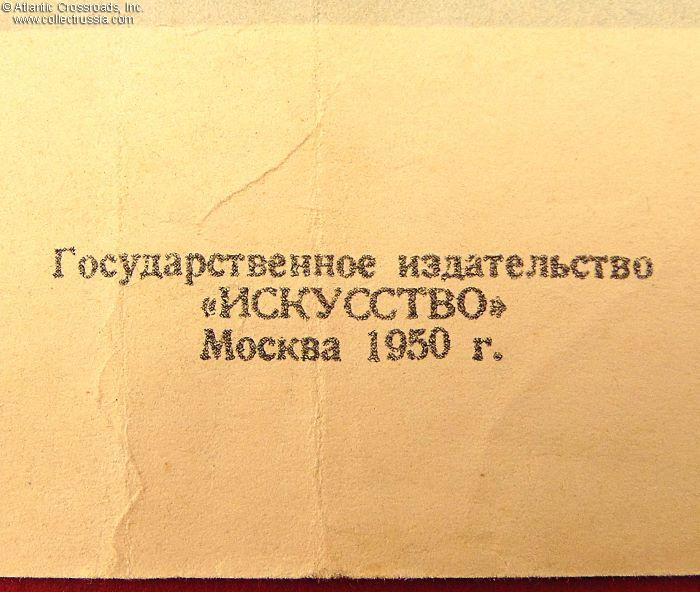 © Atlantic Crossroads, Inc.
www.collectrussia.com
Государственное издательство
«ИСКУССТВО»
Москва 1950 г.